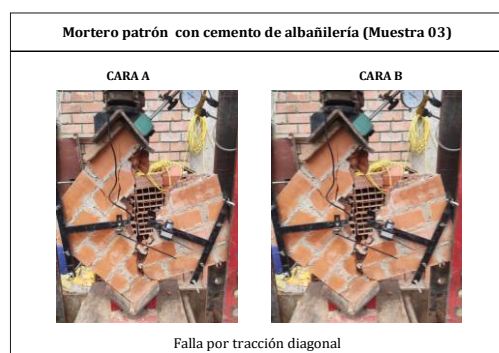 Mortero patrón con cemento de albañilería (Muestra 03)
CARA A
CARA B
Falla por tracción diagonal